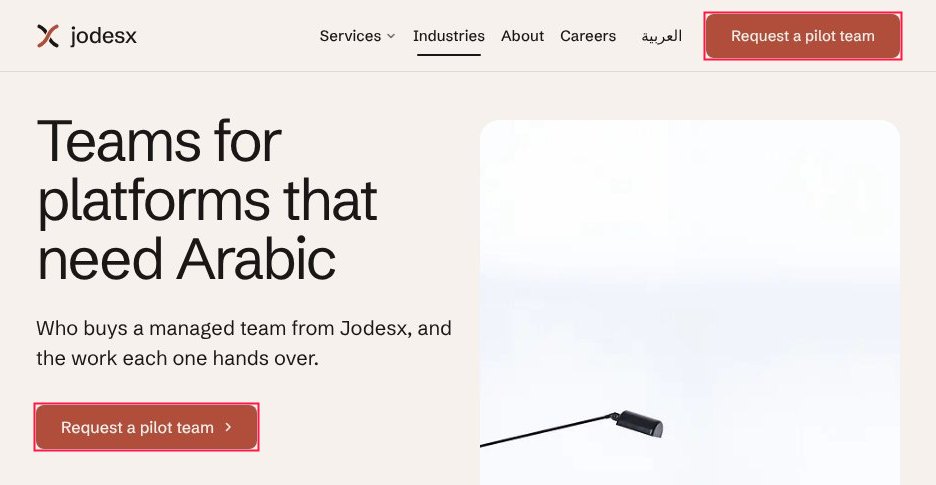 jodesx
Services
Industries
About
Careers
العربية
Request a pilot team
Teams for
platforms that
need Arabic
Who buys a managed team from Jodesx, and
the work each one hands over.
Request a pilot team